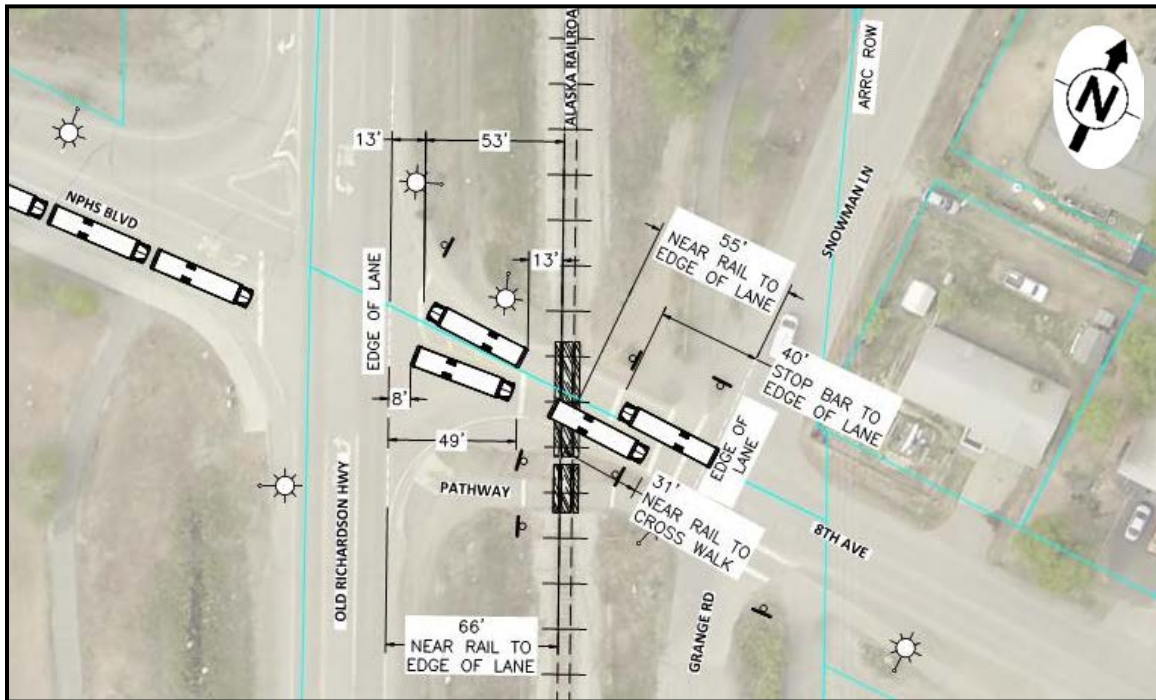 ALASKA RAILROA
ARRC ROW
N
13'
53'
NPHS BLVD
SNOWMAN LN
55'
NEAR RAIL TO
EDGE OF LANE
13'
EDGE OF LANE
40'
STOP BAR TO
EDGE OF LANE
8'
EDGE OF
LANE
49'
PATHWAY
31'
NEAR RAIL TO
CROSS WALK
8TH AVE
OLD RICHARDSON HWY
66'
NEAR RAIL TO
EDGE OF LANE
GRANGE RD